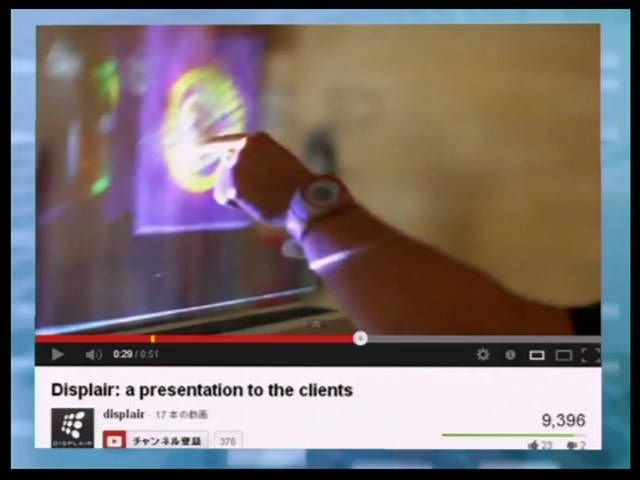 0:29 / 0:51
Displair: a presentation to the clients
displair · 17 本の動画
DISPLAIR
チャンネル登録 376
9,396
23 2